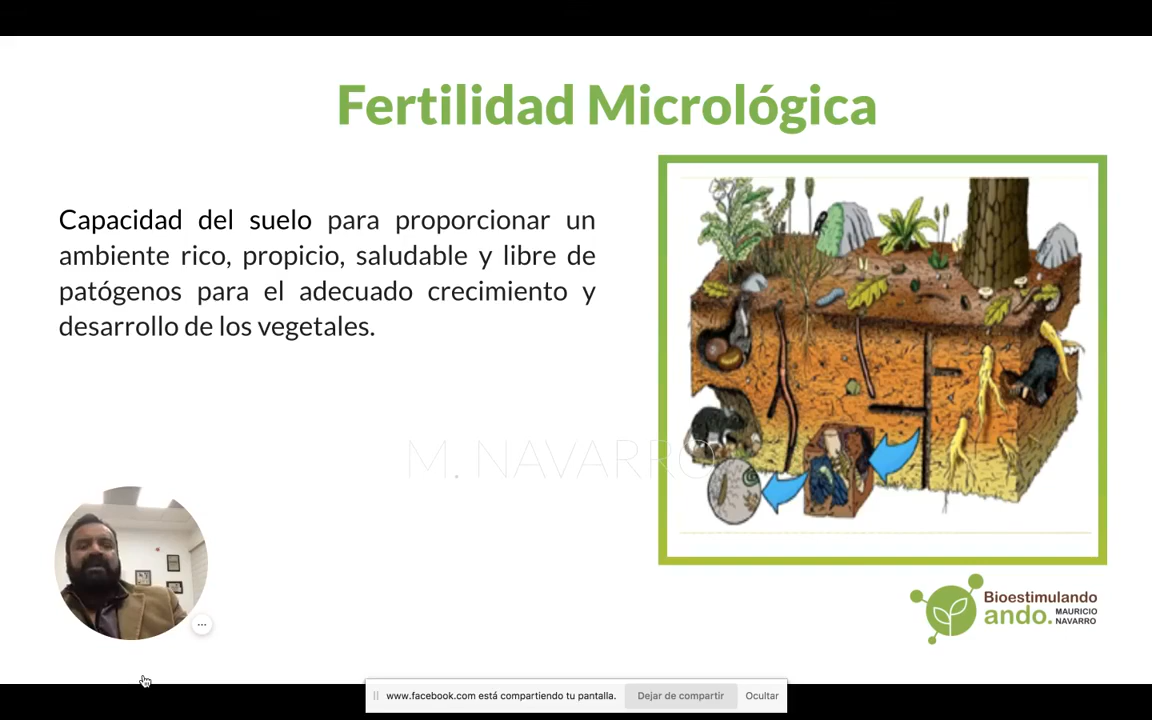 Fertilidad Micrológica
Capacidad del suelo para proporcionar un
ambiente rico, propicio, saludable y libre de
patógenos para el adecuado crecimiento y
desarrollo de los vegetales.
M. NAVARRO
Bioestimulando
ando. MAURICIO
NAVARRO
www.facebook.com está compartiendo tu pantalla.
Dejar de compartir
Ocultar